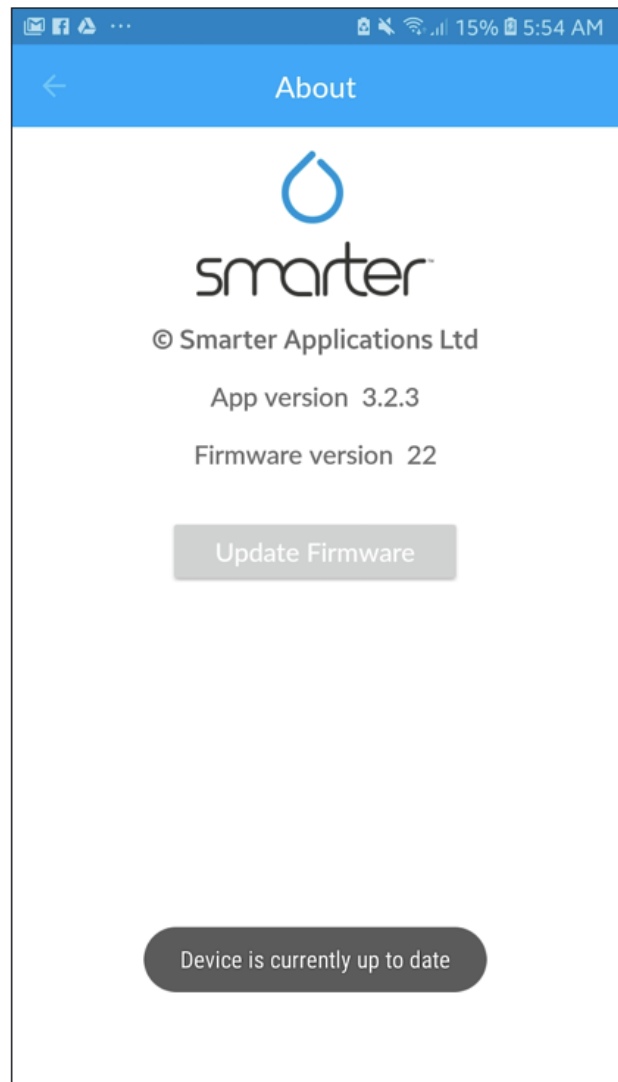 15% 5:54 AM
About
smarter™
© Smarter Applications Ltd
App version 3.2.3
Firmware version 22
Update Firmware
Device is currently up to date